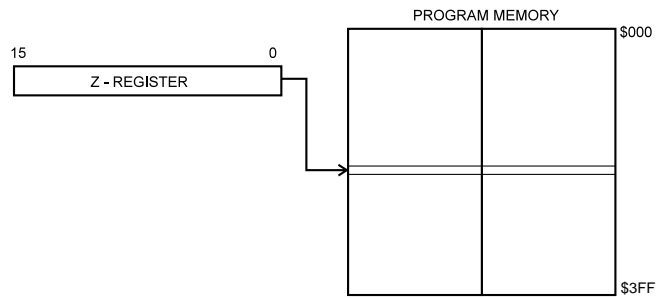 PROGRAM MEMORY
$000
15 0
Z - REGISTER
$3FF